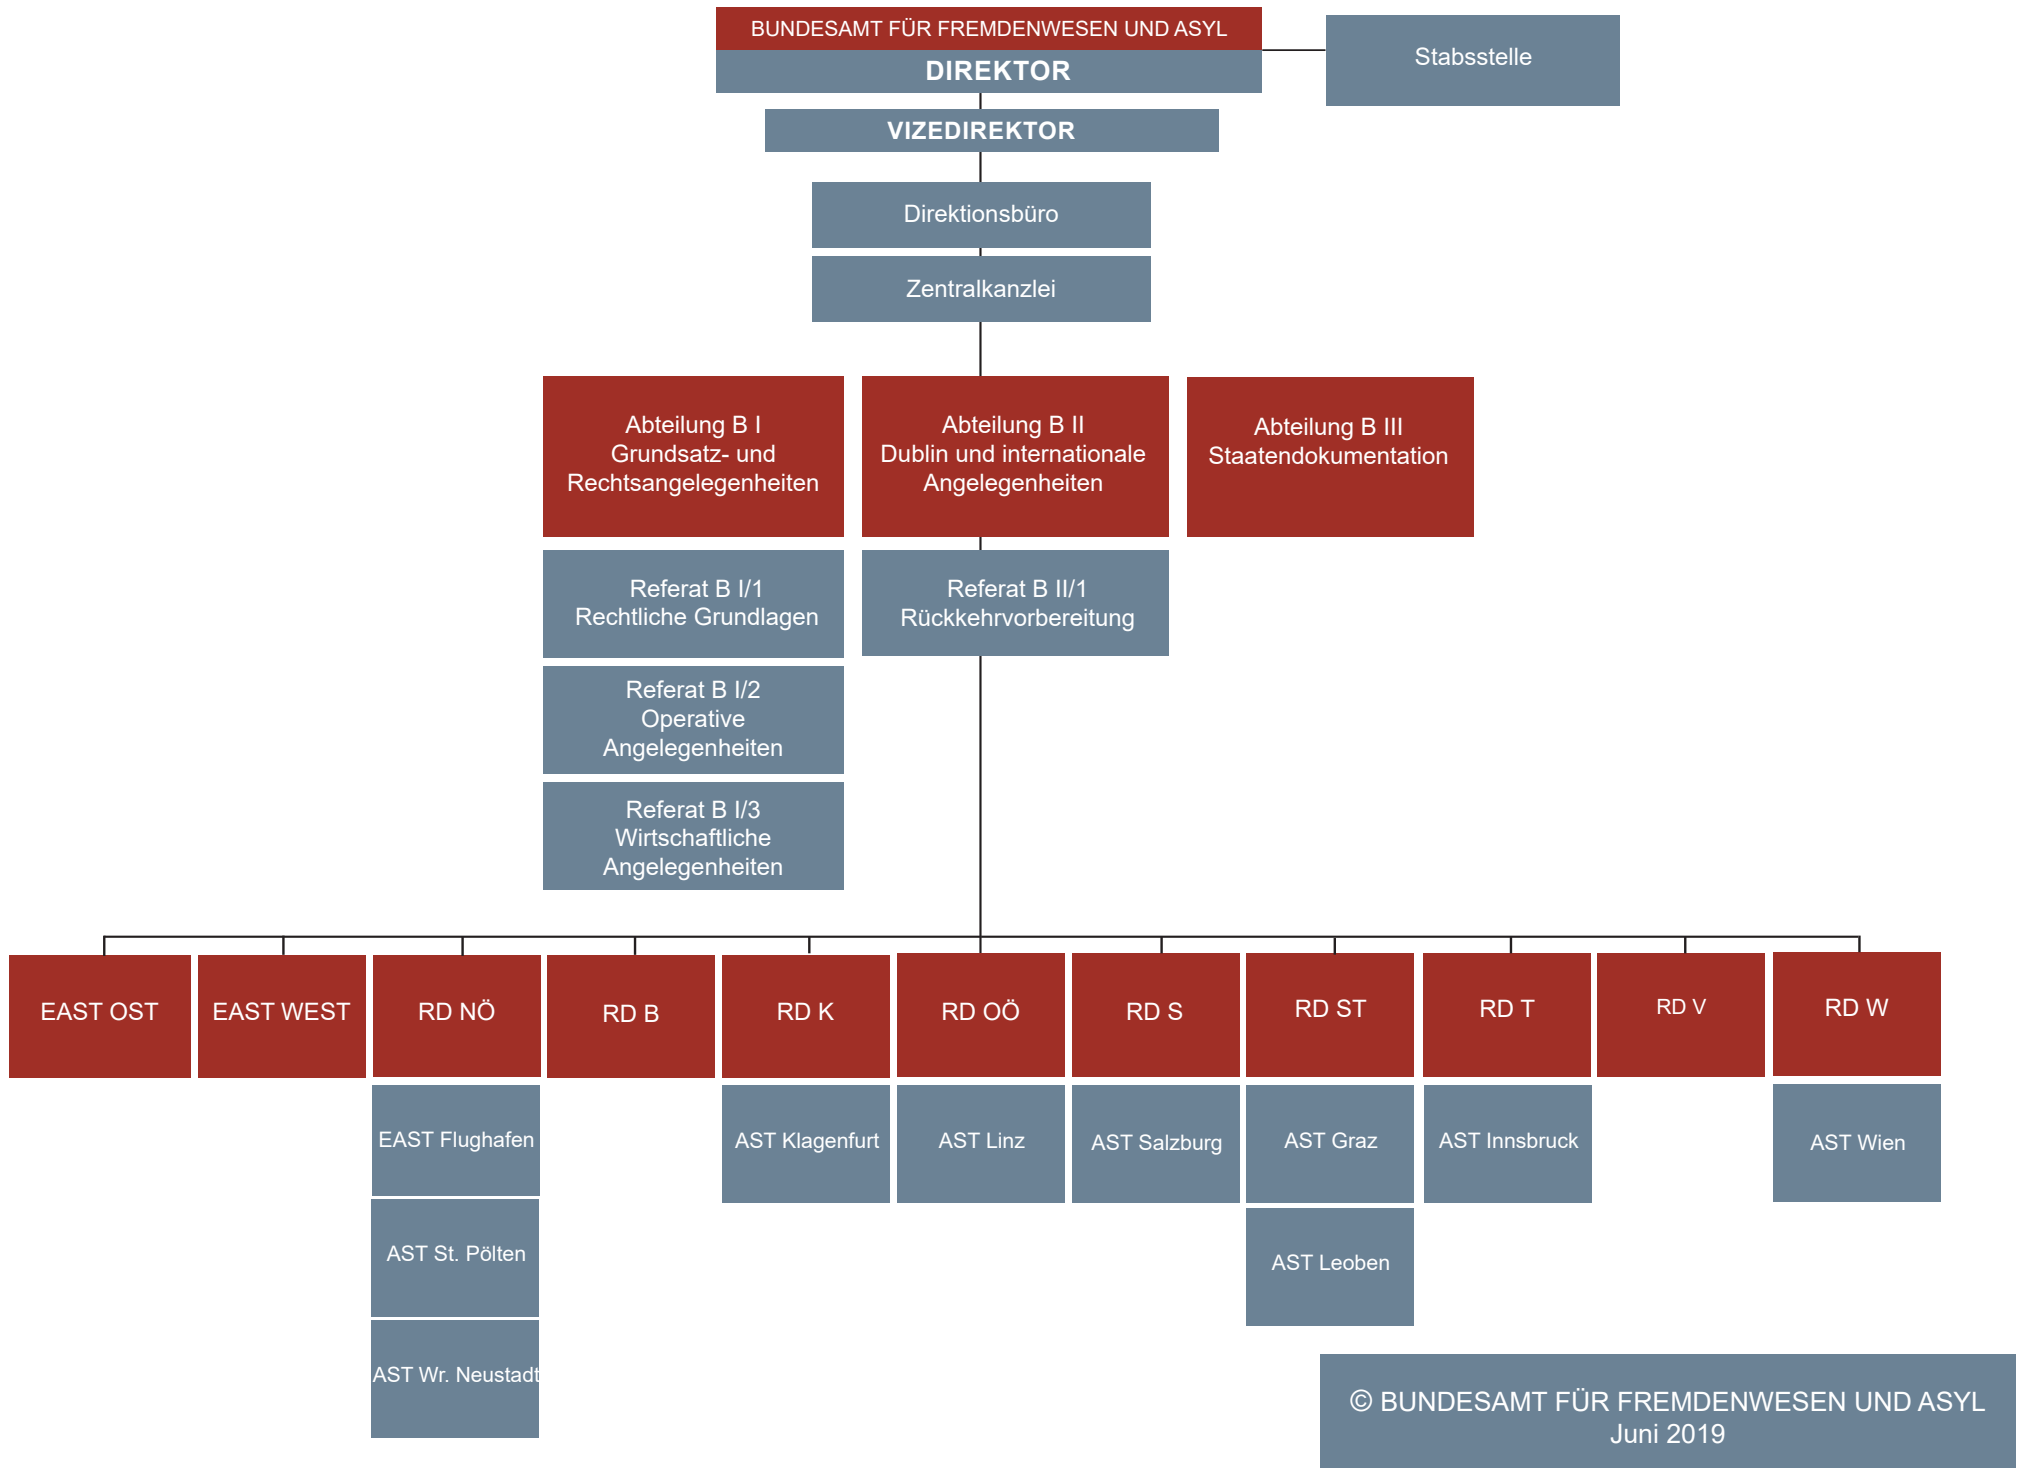 BUNDESAMT FÜR FREMDENWESEN UND ASYL
DIREKTOR
Stabsstelle
VIZEDIREKTOR
Direktionsbüro
Zentralkanzlei
Abteilung B I
Grundsatz- und
Rechtsangelegenheiten
Abteilung B II
Dublin und internationale
Angelegenheiten
Abteilung B III
Staatendokumentation
Referat B I/1
Rechtliche Grundlagen
Referat B II/1
Rückkehrvorbereitung
Referat B I/2
Operative
Angelegenheiten
Referat B I/3
Wirtschaftliche
Angelegenheiten
EAST OST
EAST WEST
RD NÖ
RD B
RD K
RD OÖ
RD S
RD ST
RD T
RD V
RD W
EAST Flughafen
AST Klagenfurt
AST Linz
AST Salzburg
AST Graz
AST Innsbruck
AST Wien
AST St. Pölten
AST Leoben
AST Wr. Neustadt
© BUNDESAMT FÜR FREMDENWESEN UND ASYL
Juni 2019